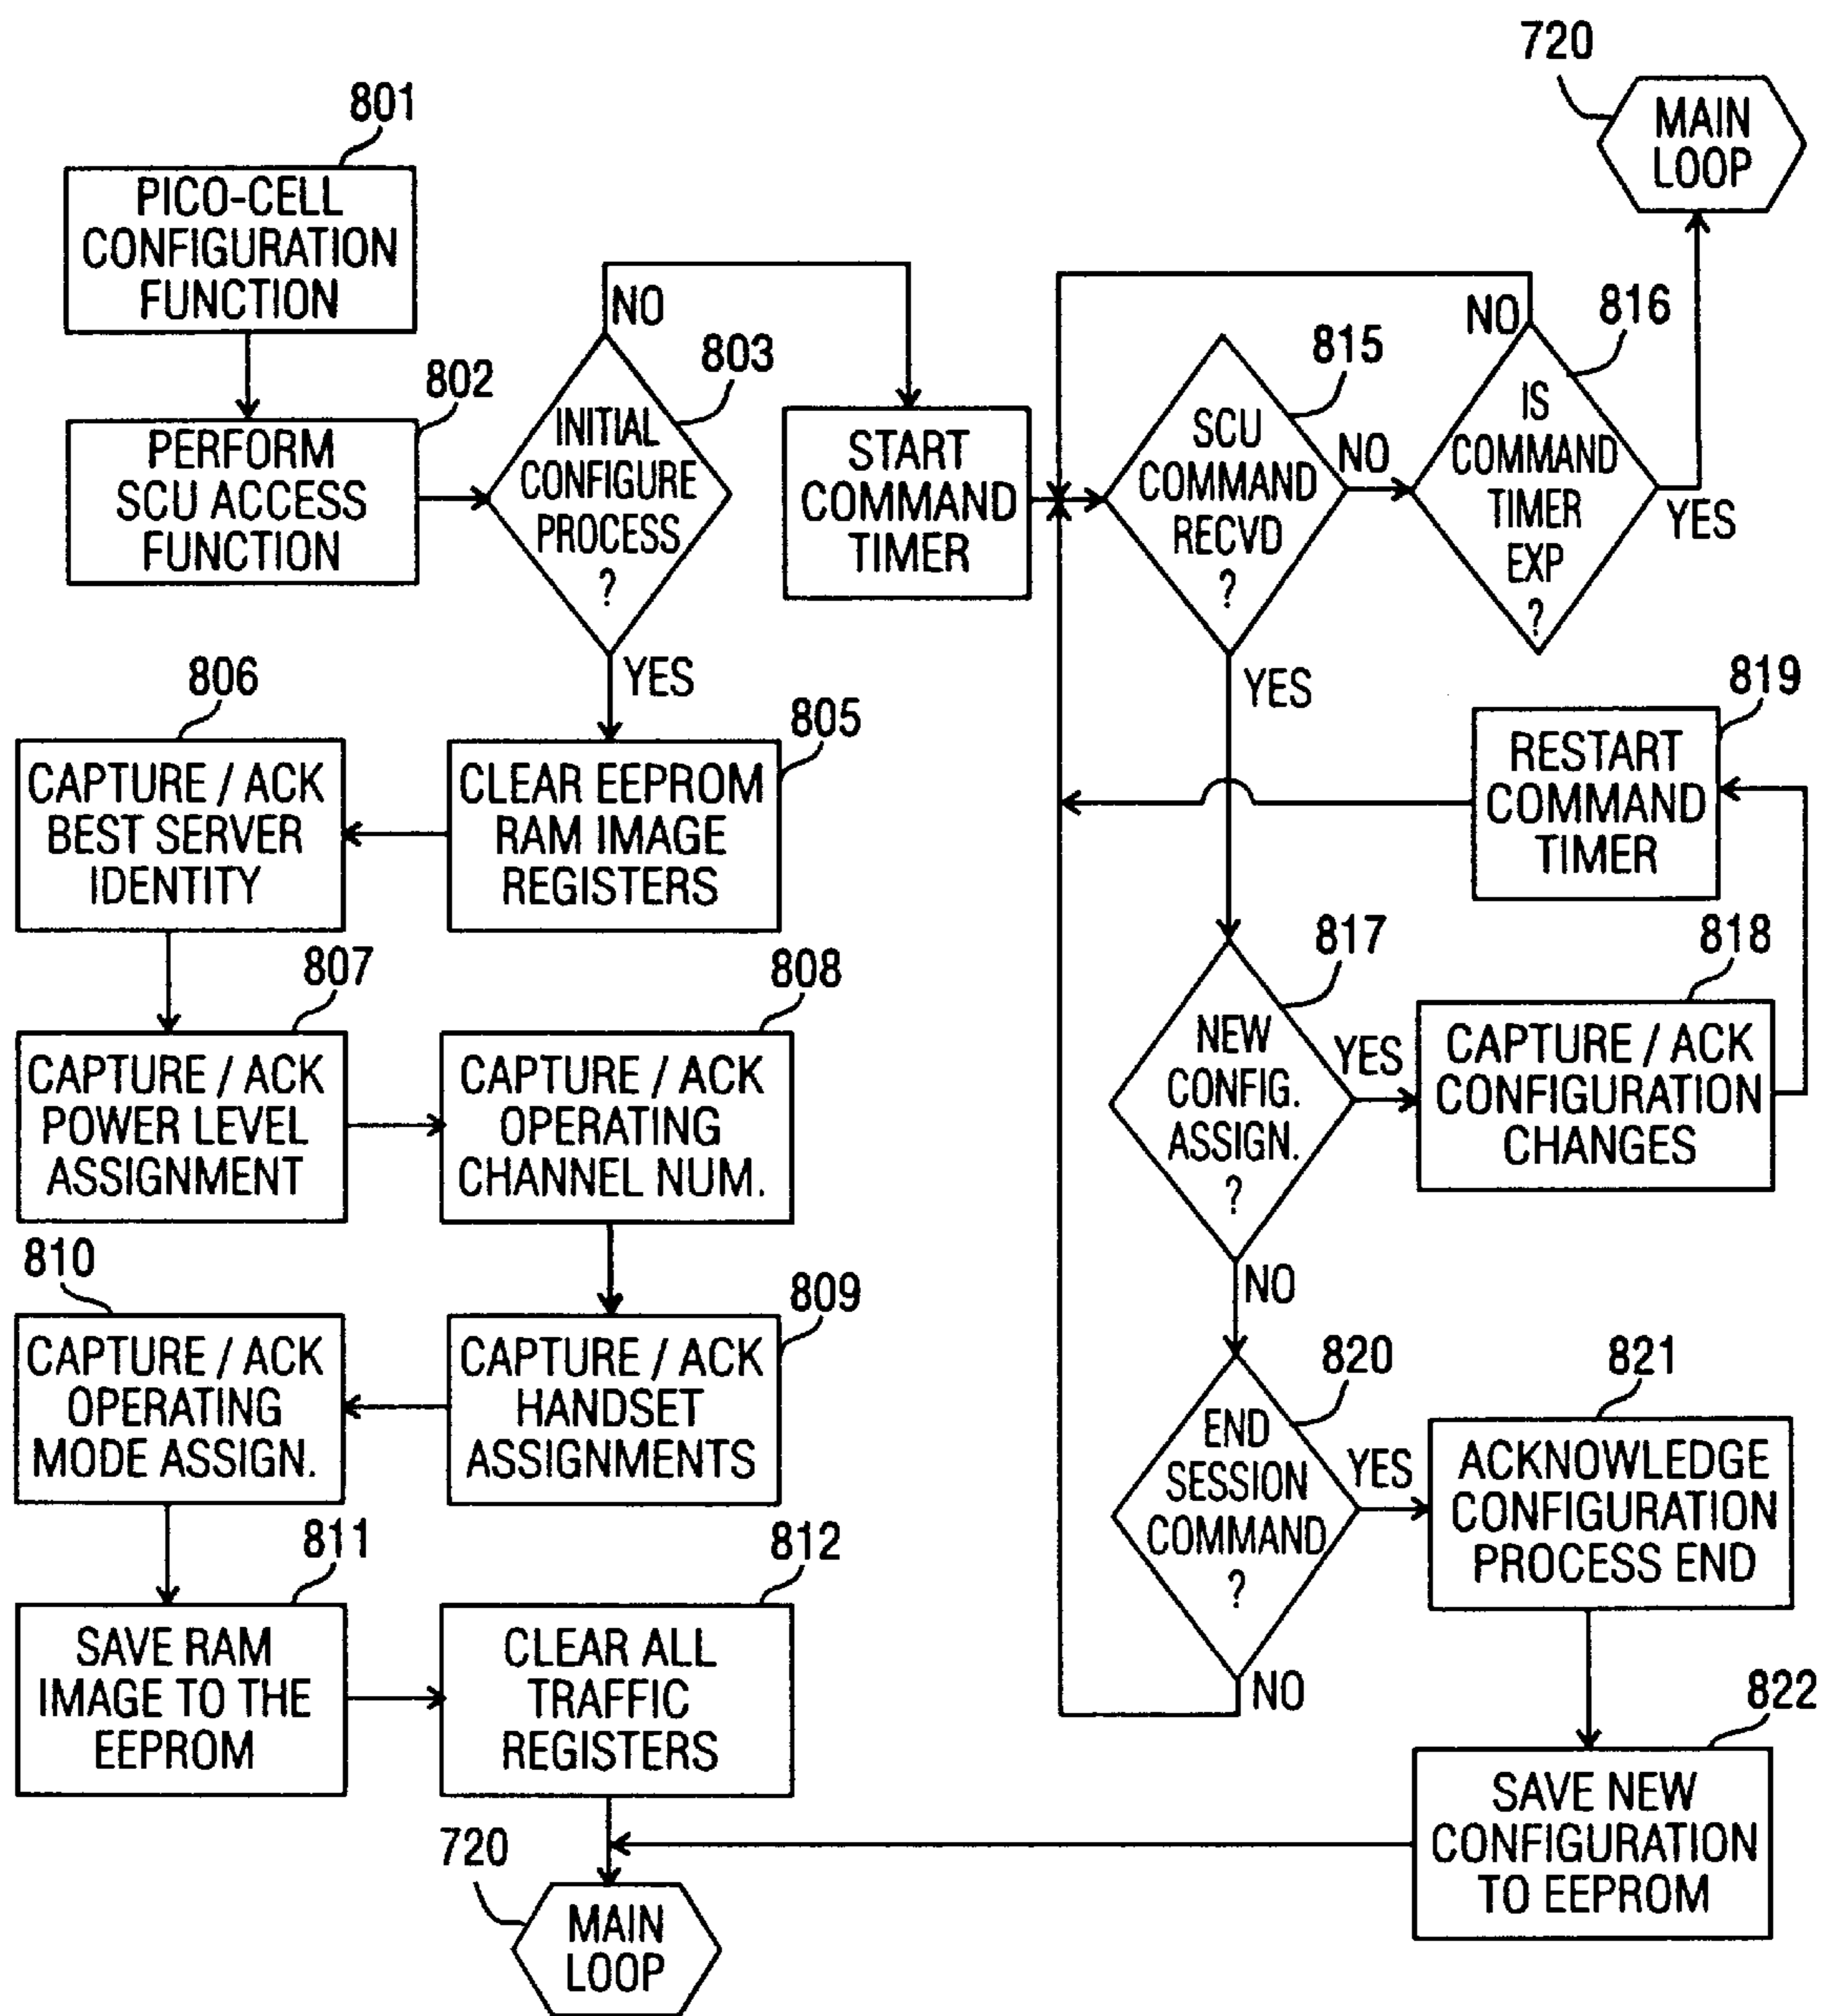 801
PICO-CELL
CONFIGURATION
FUNCTION
802
PERFORM
SCU ACCESS
FUNCTION
803
INITIAL
CONFIGURE
PROCESS
?
NO
YES
START
COMMAND
TIMER
815
SCU
COMMAND
RECVD
?
NO
YES
816
IS
COMMAND
TIMER
EXP
?
NO
YES
720
MAIN
LOOP
805
CLEAR EEPROM
RAM IMAGE
REGISTERS
806
CAPTURE / ACK
BEST SERVER
IDENTITY
807
CAPTURE / ACK
POWER LEVEL
ASSIGNMENT
808
CAPTURE / ACK
OPERATING
CHANNEL NUM.
809
CAPTURE / ACK
HANDSET
ASSIGNMENTS
810
CAPTURE / ACK
OPERATING
MODE ASSIGN.
811
SAVE RAM
IMAGE TO THE
EEPROM
812
CLEAR ALL
TRAFFIC
REGISTERS
720
MAIN
LOOP
817
NEW
CONFIG.
ASSIGN.
?
YES
NO
818
CAPTURE / ACK
CONFIGURATION
CHANGES
819
RESTART
COMMAND
TIMER
820
END
SESSION
COMMAND
?
YES
NO
821
ACKNOWLEDGE
CONFIGURATION
PROCESS END
822
SAVE NEW
CONFIGURATION
TO EEPROM